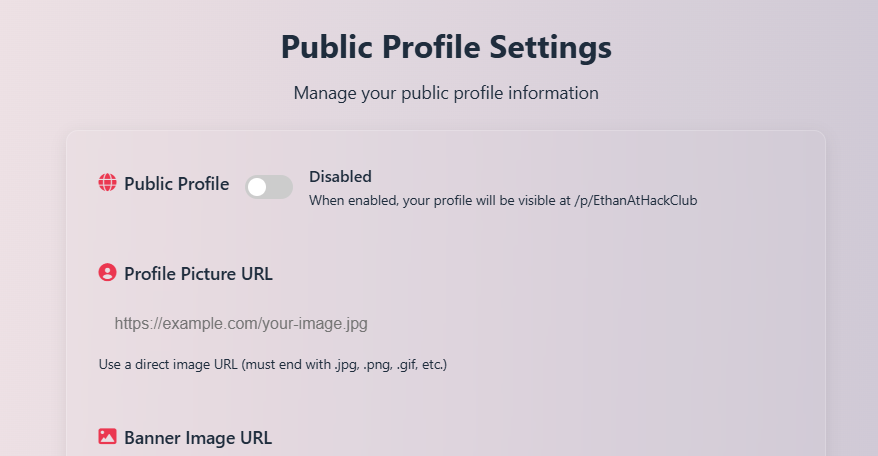 Public Profile Settings
Manage your public profile information
Public Profile
Disabled
When enabled, your profile will be visible at /p/EthanAtHackClub
Profile Picture URL
https://example.com/your-image.jpg
Use a direct image URL (must end with .jpg, .png, .gif, etc.)
Banner Image URL